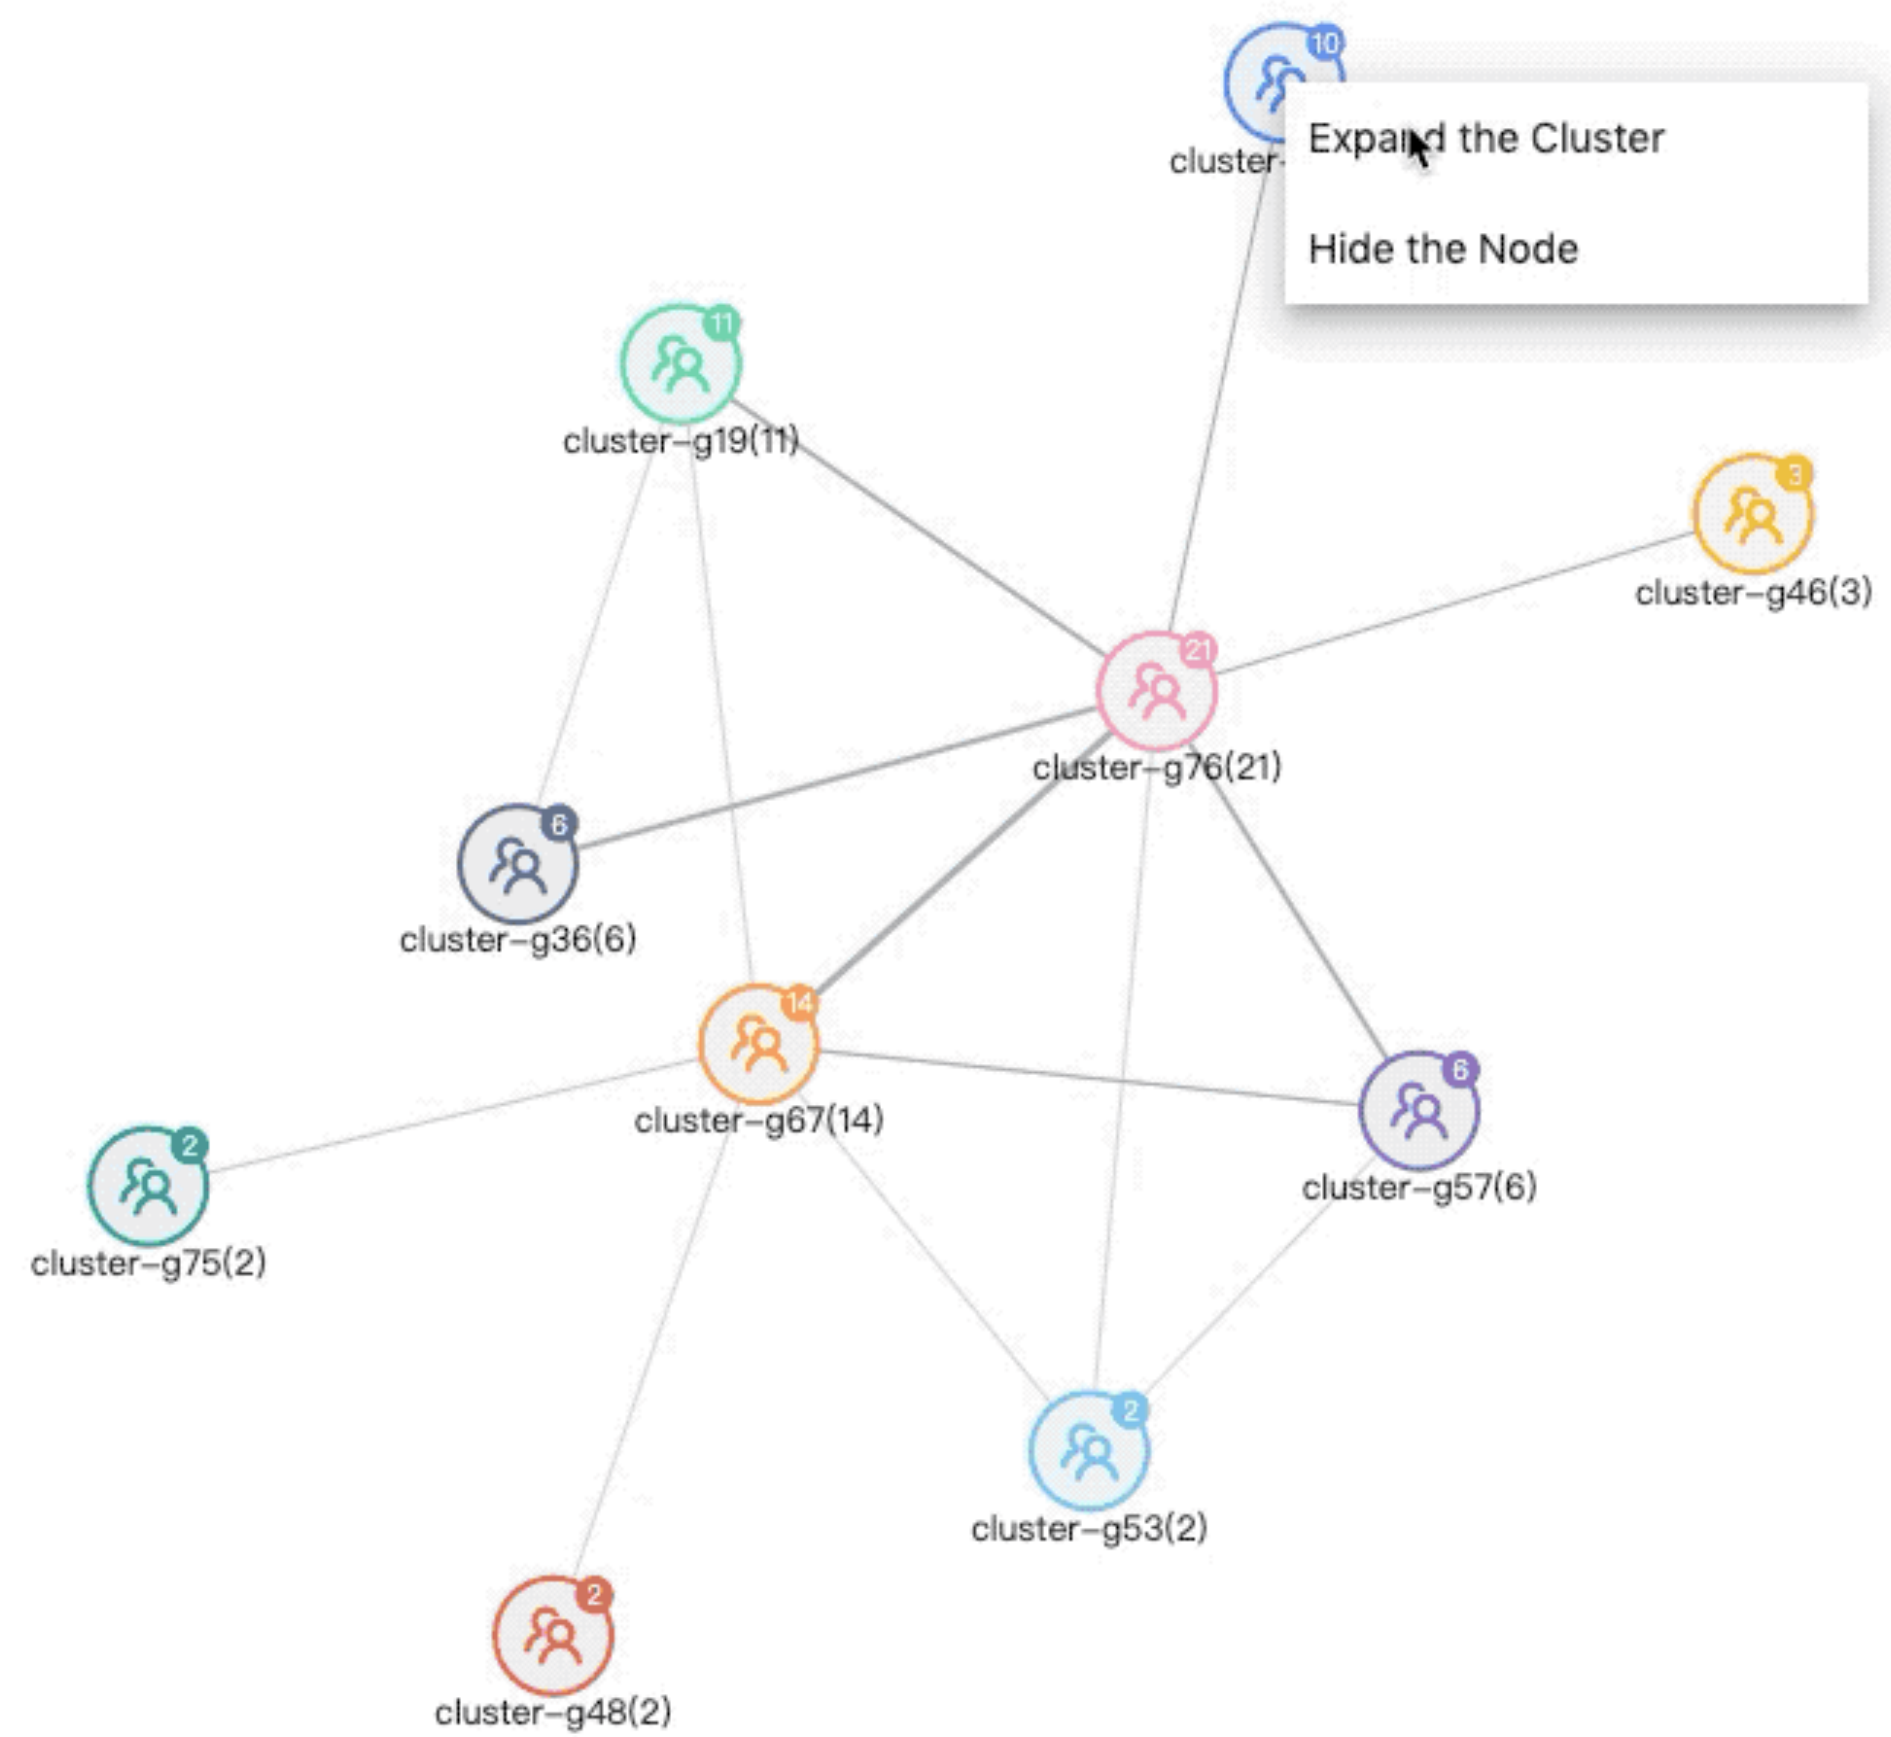 10
cluster-
Expand the Cluster
Hide the Node
11
cluster–g19(11)
3
cluster–g46(3)
21
cluster–g76(21)
6
cluster–g36(6)
14
cluster–g67(14)
6
cluster–g57(6)
2
cluster–g75(2)
2
cluster–g53(2)
2
cluster–g48(2)